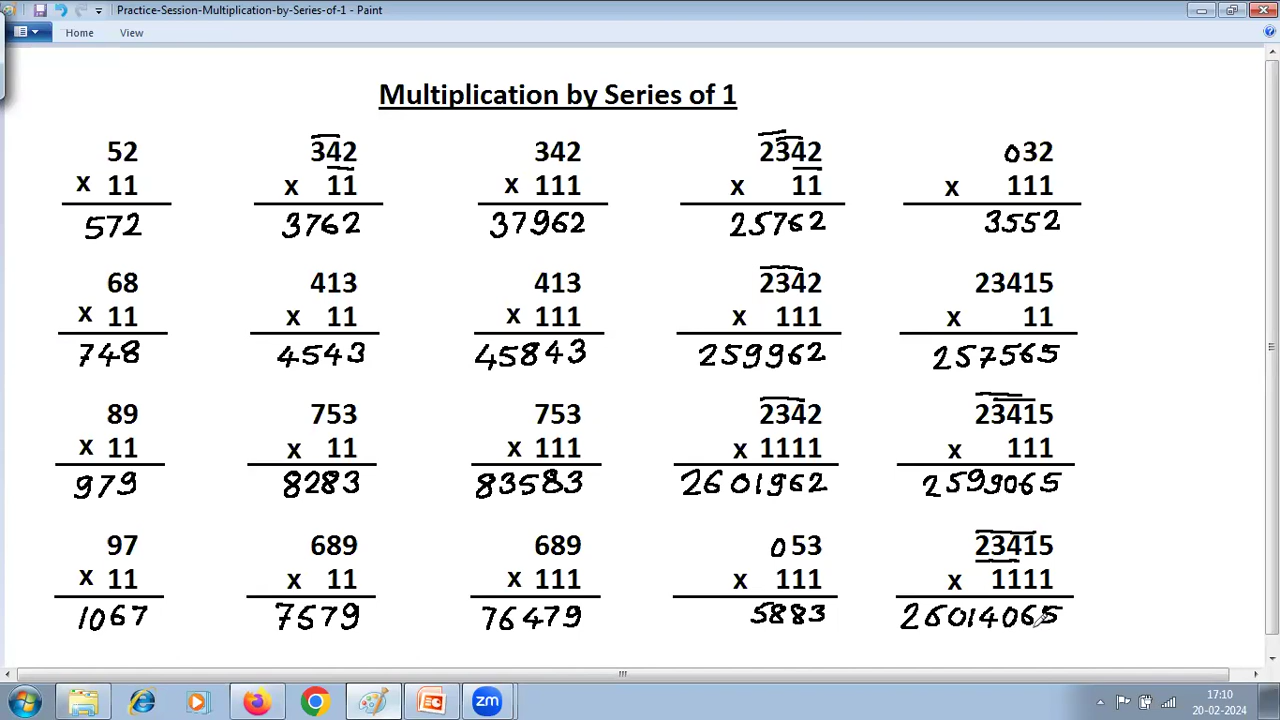 Practice-Session-Multiplication-by-Series-of-1 - Paint
Home View
Multiplication by Series of 1
52 342 342 2342 032
x 11 x 11 x 111 x 11 x 111
572 3762 37962 25762 3552
68 413 413 2342 23415
x 11 x 11 x 111 x 111 x 11
748 4543 45843 259962 257565
89 753 753 2342 23415
x 11 x 11 x 111 x 1111 x 111
979 8283 83583 2601962 2599065
97 689 689 053 23415
x 11 x 11 x 111 x 111 x 1111
1067 7579 76479 5883 26014065
zm
17:10
20-02-2024